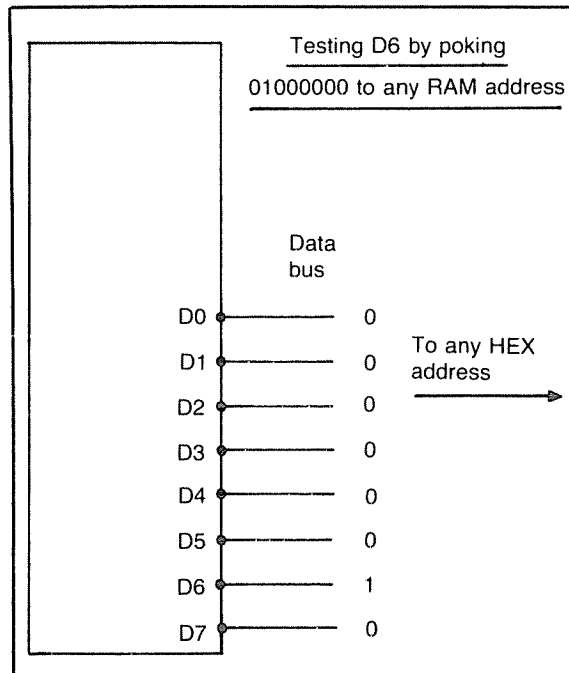 Testing D6 by poking
01000000 to any RAM address
Data
bus
D0 0
D1 0
To any HEX
address
D2 0
D3 0
D4 0
D5 0
D6 1
D7 0